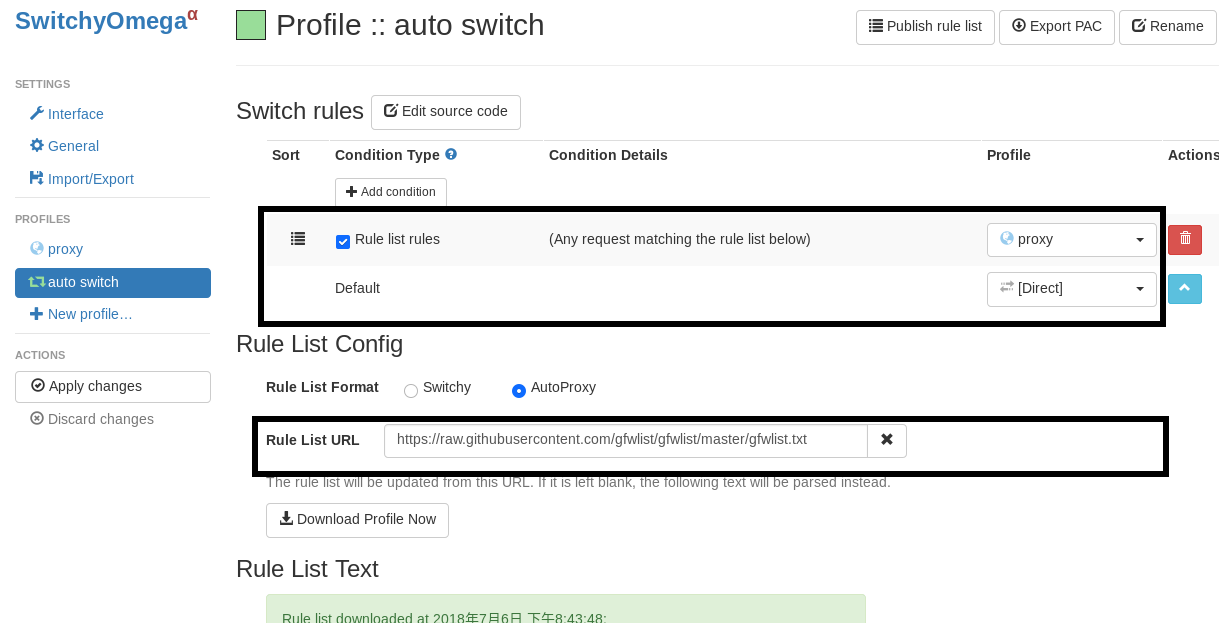 SwitchyOmegaα
Profile :: auto switch
Publish rule list
Export PAC
Rename
SETTINGS
Interface
General
Import/Export
PROFILES
proxy
auto switch
New profile…
ACTIONS
Apply changes
Discard changes
Switch rules
Edit source code
Sort Condition Type Condition Details Profile Actions
Add condition
Rule list rules (Any request matching the rule list below) proxy
Default [Direct]
Rule List Config
Rule List Format Switchy AutoProxy
Rule List URL https://raw.githubusercontent.com/gfwlist/gfwlist/master/gfwlist.txt
The rule list will be updated from this URL. If it is left blank, the following text will be parsed instead.
Download Profile Now
Rule List Text
Rule list downloaded at 2018年7月6日 下午8:43:48: